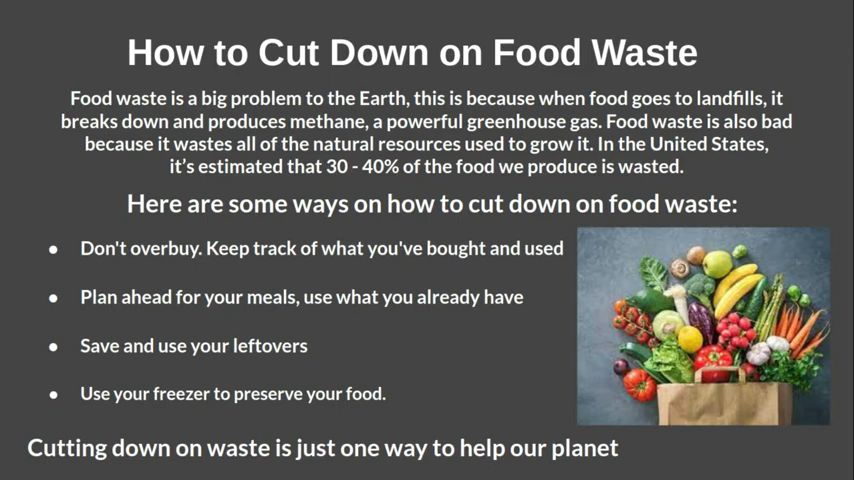 How to Cut Down on Food Waste
Food waste is a big problem to the Earth, this is because when food goes to landfills, it
breaks down and produces methane, a powerful greenhouse gas. Food waste is also bad
because it wastes all of the natural resources used to grow it. In the United States,
it’s estimated that 30 - 40% of the food we produce is wasted.
Here are some ways on how to cut down on food waste:
● Don't overbuy. Keep track of what you've bought and used
● Plan ahead for your meals, use what you already have
● Save and use your leftovers
● Use your freezer to preserve your food.
Cutting down on waste is just one way to help our planet